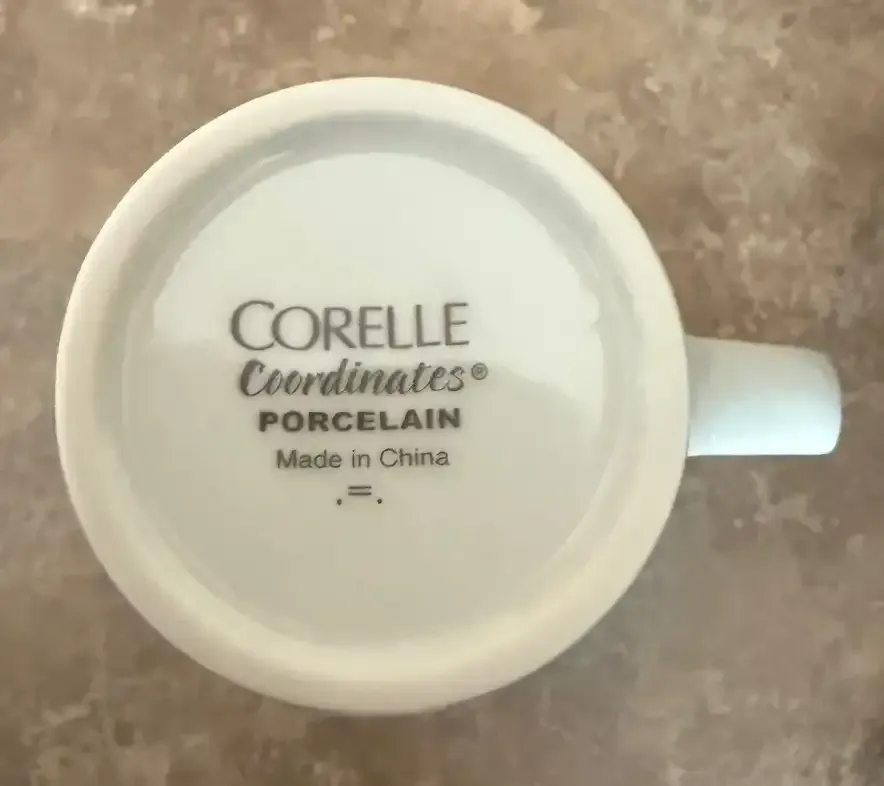 CORELLE
Coordinates®
PORCELAIN
Made in China
.=.